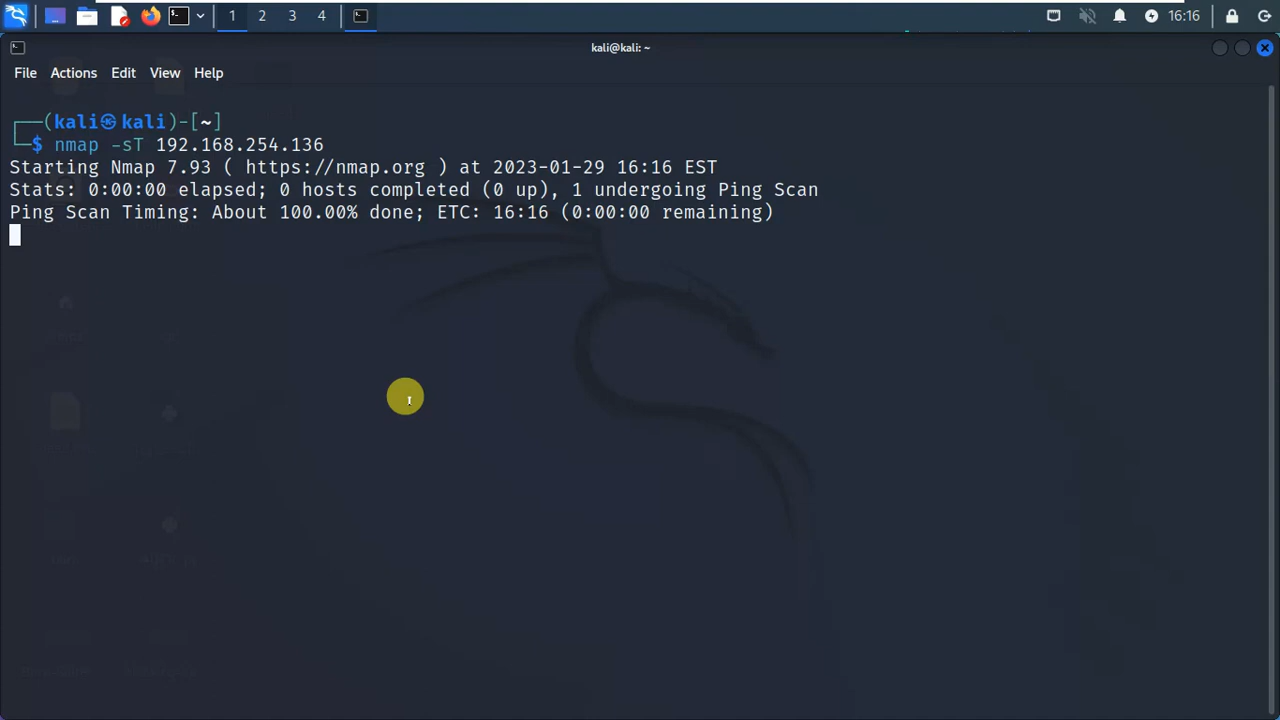 1 2 3 4 16:16
kali@kali: ~
File Actions Edit View Help
┌──(kali㉿kali)-[~]
└─$ nmap -sT 192.168.254.136
Starting Nmap 7.93 ( https://nmap.org ) at 2023-01-29 16:16 EST
Stats: 0:00:00 elapsed; 0 hosts completed (0 up), 1 undergoing Ping Scan
Ping Scan Timing: About 100.00% done; ETC: 16:16 (0:00:00 remaining)